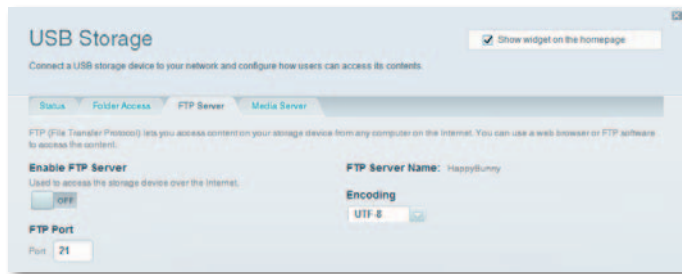 USB Storage
Show widget on the homepage
Connect a USB storage device to your network and configure how users can access its contents.
Status Folder Access FTP Server Media Server
FTP (File Transfer Protocol) lets you access content on your storage device from any computer on the Internet. You can use a web browser or FTP software
to access the content.
Enable FTP Server
Used to access the storage device over the Internet.
OFF
FTP Port
Port 21
FTP Server Name: HappyBunny
Encoding
UTF-8